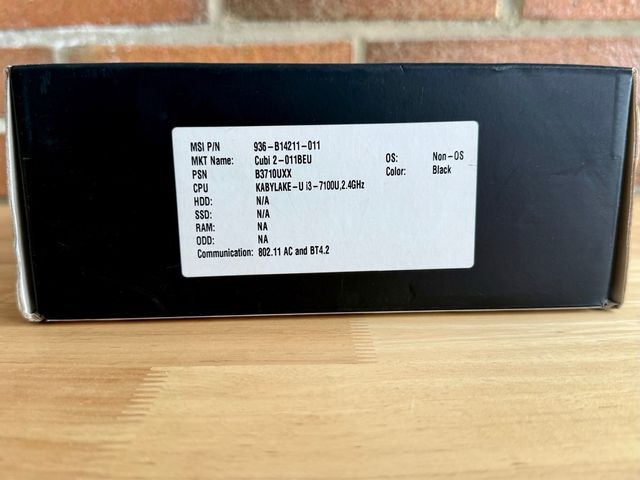 MSI P/N 936-B14211-011
MKT Name: Cubi 2-011BEU OS: Non-OS
PSN B3710UXX Color: Black
CPU KABYLAKE-U i3-7100U,2.4GHz
HDD: N/A
SSD: N/A
RAM: NA
ODD: NA
Communication: 802.11 AC and BT4.2